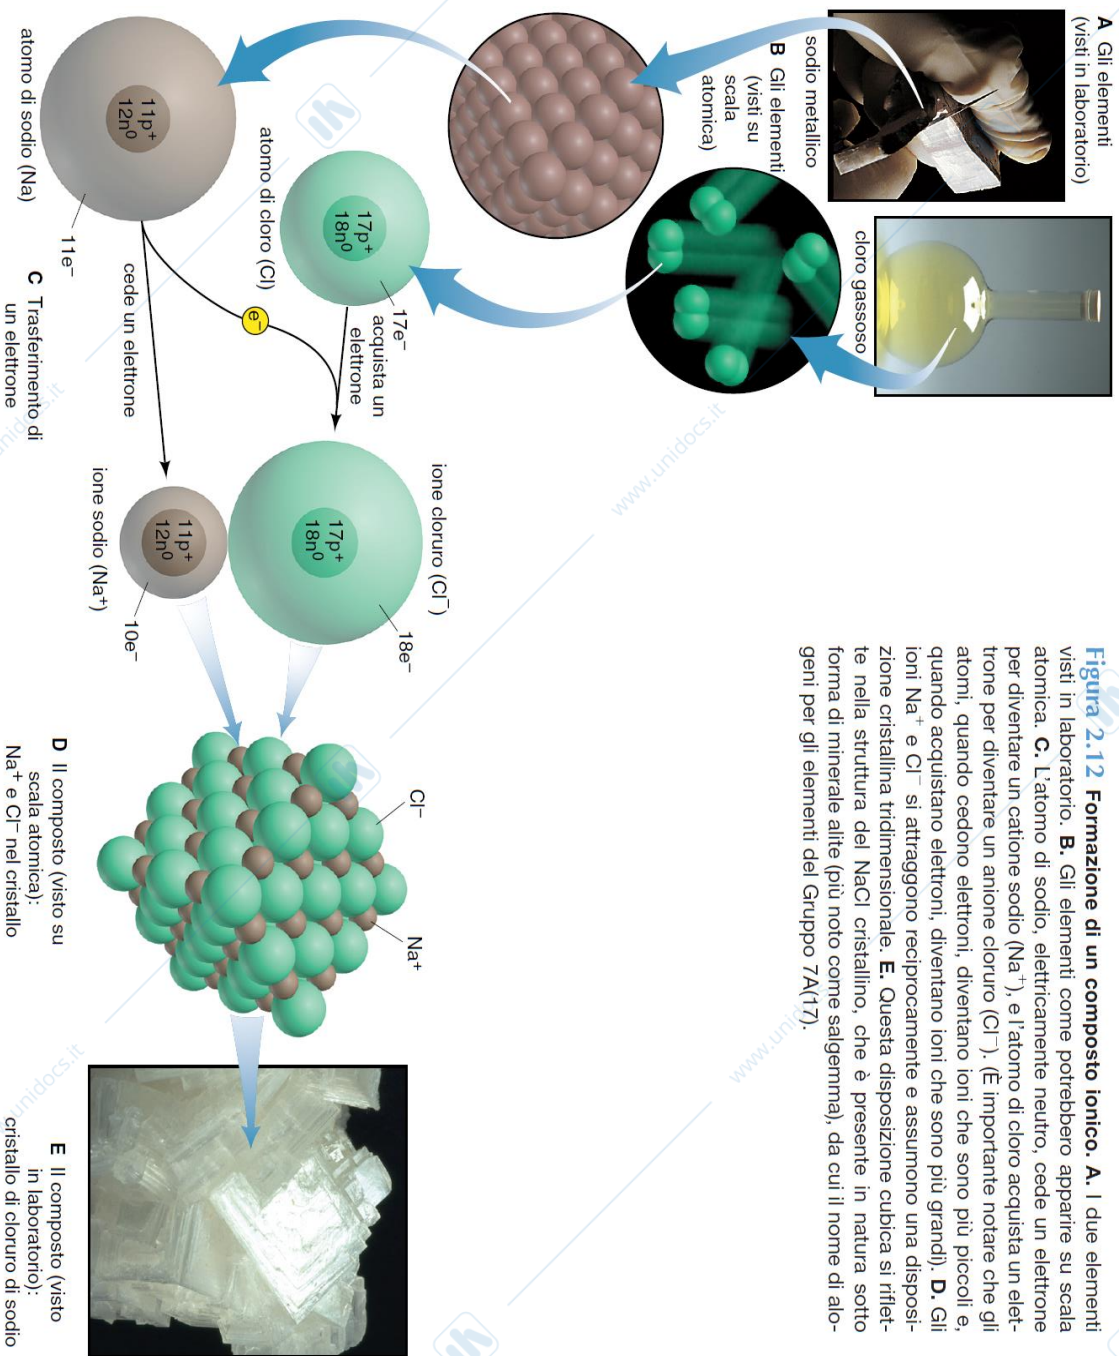 A Gli elementi
(visti in laboratorio)
sodio metallico
cloro gassoso
B Gli elementi
(visti su
scala
atomica)
atomo di cloro (Cl)
17p+
18n0
17e−
acquista un
elettrone
e−
atomo di sodio (Na)
11p+
12n0
11e−
cede un elettrone
C Trasferimento di
un elettrone
ione cloruro (Cl−)
17p+
18n0
18e−
ione sodio (Na+)
11p+
12n0
10e−
Cl−
Na+
D Il composto (visto su
scala atomica):
Na+ e Cl− nel cristallo
E Il composto (visto
in laboratorio):
cristallo di cloruro di sodio
Figura 2.12 Formazione di un composto ionico. A. I due elementi
visti in laboratorio. B. Gli elementi come potrebbero apparire su scala
atomica. C. L'atomo di sodio, elettricamente neutro, cede un elettrone
per diventare un catione sodio (Na+), e l'atomo di cloro acquista un elet-
trone per diventare un anione cloruro (Cl−). (È importante notare che gli
atomi, quando cedono elettroni, diventano ioni che sono più piccoli e,
quando acquistano elettroni, diventano ioni che sono più grandi). D. Gli
ioni Na+ e Cl− si attraggono reciprocamente e assumono una disposi-
zione cristallina tridimensionale. E. Questa disposizione cubica si riflet-
te nella struttura del NaCl cristallino, che è presente in natura sotto
forma di minerale alite (più noto come salgemma), da cui il nome di alo-
geni per gli elementi del Gruppo 7A(17).
www.unidocs.it
www.unidocs.it
unidocs.it
unidocs.it